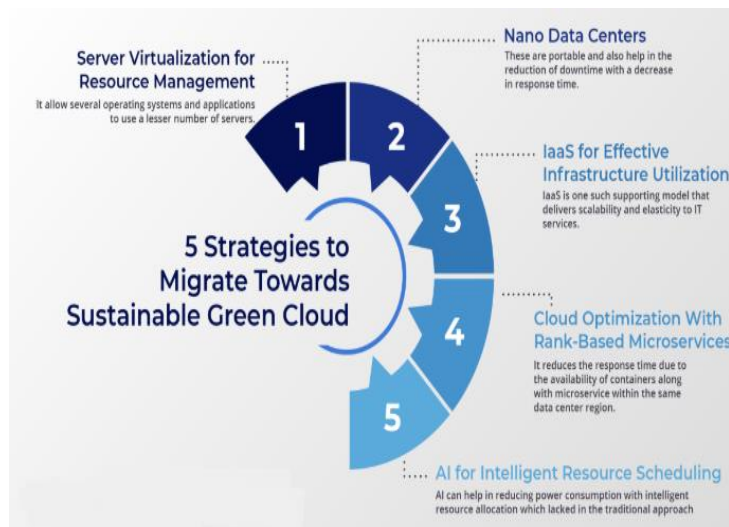 Server Virtualization for
Resource Management
It allow several operating systems and applications
to use a lesser number of servers.
1
2
Nano Data Centers
These are portable and also help in the
reduction of downtime with a decrease
in response time.
3
IaaS for Effective
Infrastructure Utilization
IaaS is one such supporting model that
delivers scalability and elasticity to IT
services.
5 Strategies to
Migrate Towards
Sustainable Green Cloud
4
Cloud Optimization With
Rank-Based Microservices
It reduces the response time due to
the availability of containers along
with microservice within the same
data center region.
5
AI for Intelligent Resource Scheduling
AI can help in reducing power consumption with intelligent
resource allocation which lacked in the traditional approach